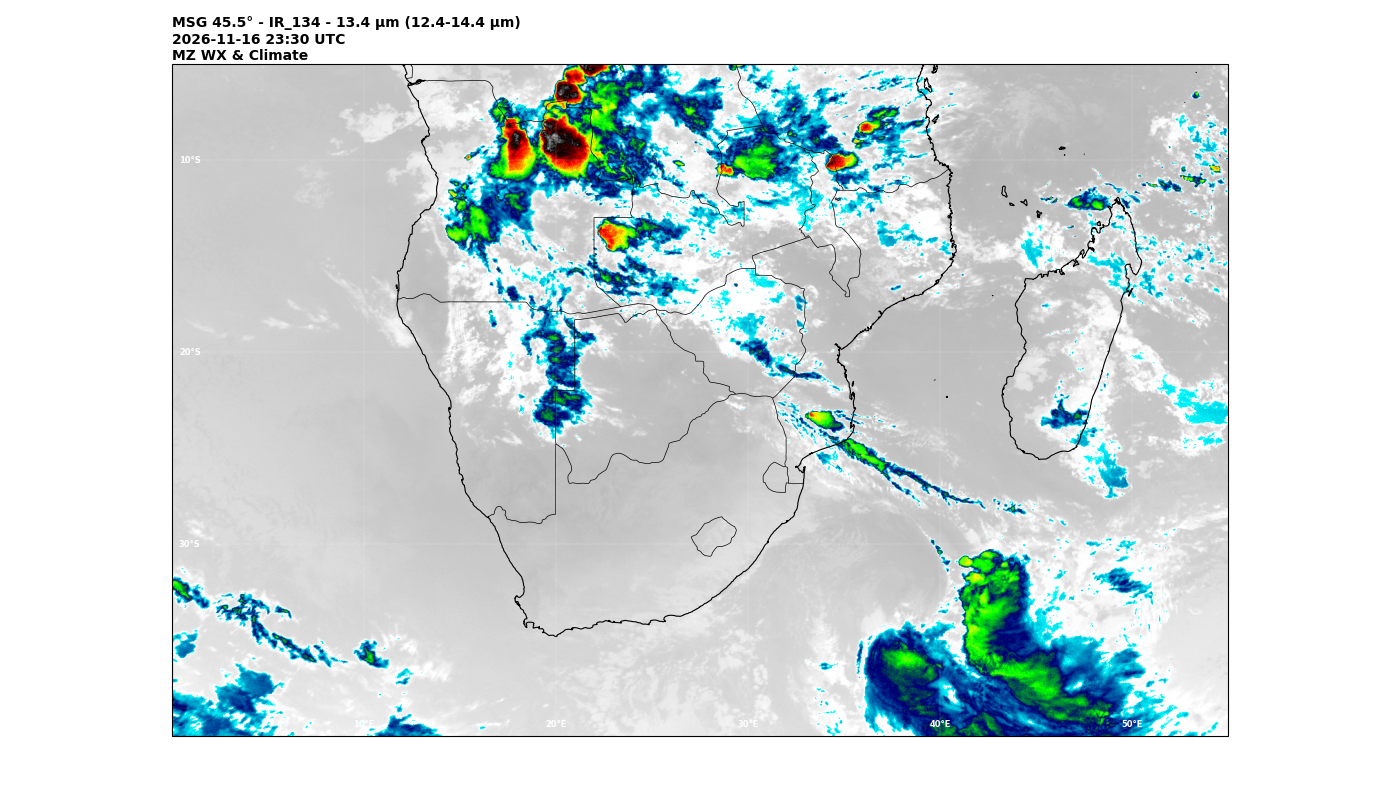 MSG 45.5° - IR_134 - 13.4 µm (12.4-14.4 µm)
2026-11-16 23:30 UTC
MZ WX & Climate
10°S
20°S
30°S
10°E
20°E
30°E
40°E
50°E